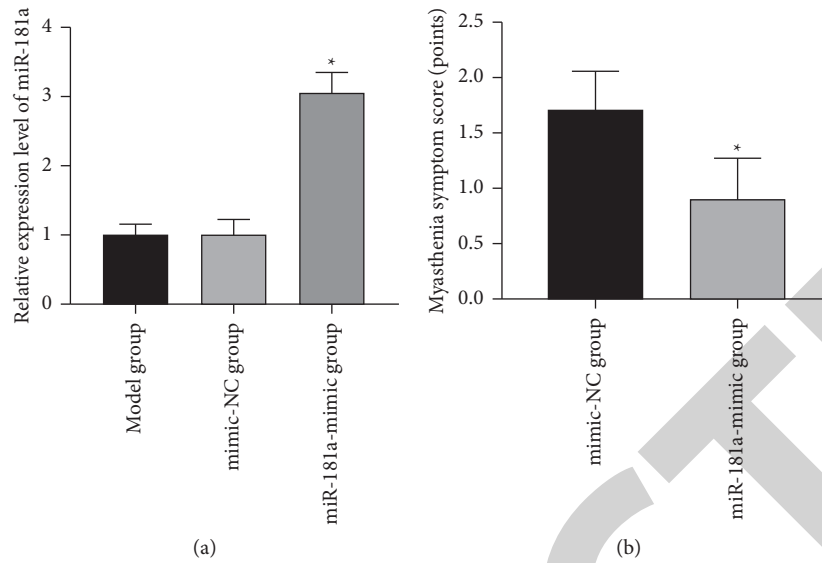 Relative expression level of miR-181a
4
3
2
1
0
*
Model group
mimic-NC group
miR-181a-mimic group
(a)
Myasthenia symptom score (points)
2.5
2.0
1.5
1.0
0.5
0.0
*
mimic-NC group
miR-181a-mimic group
(b)